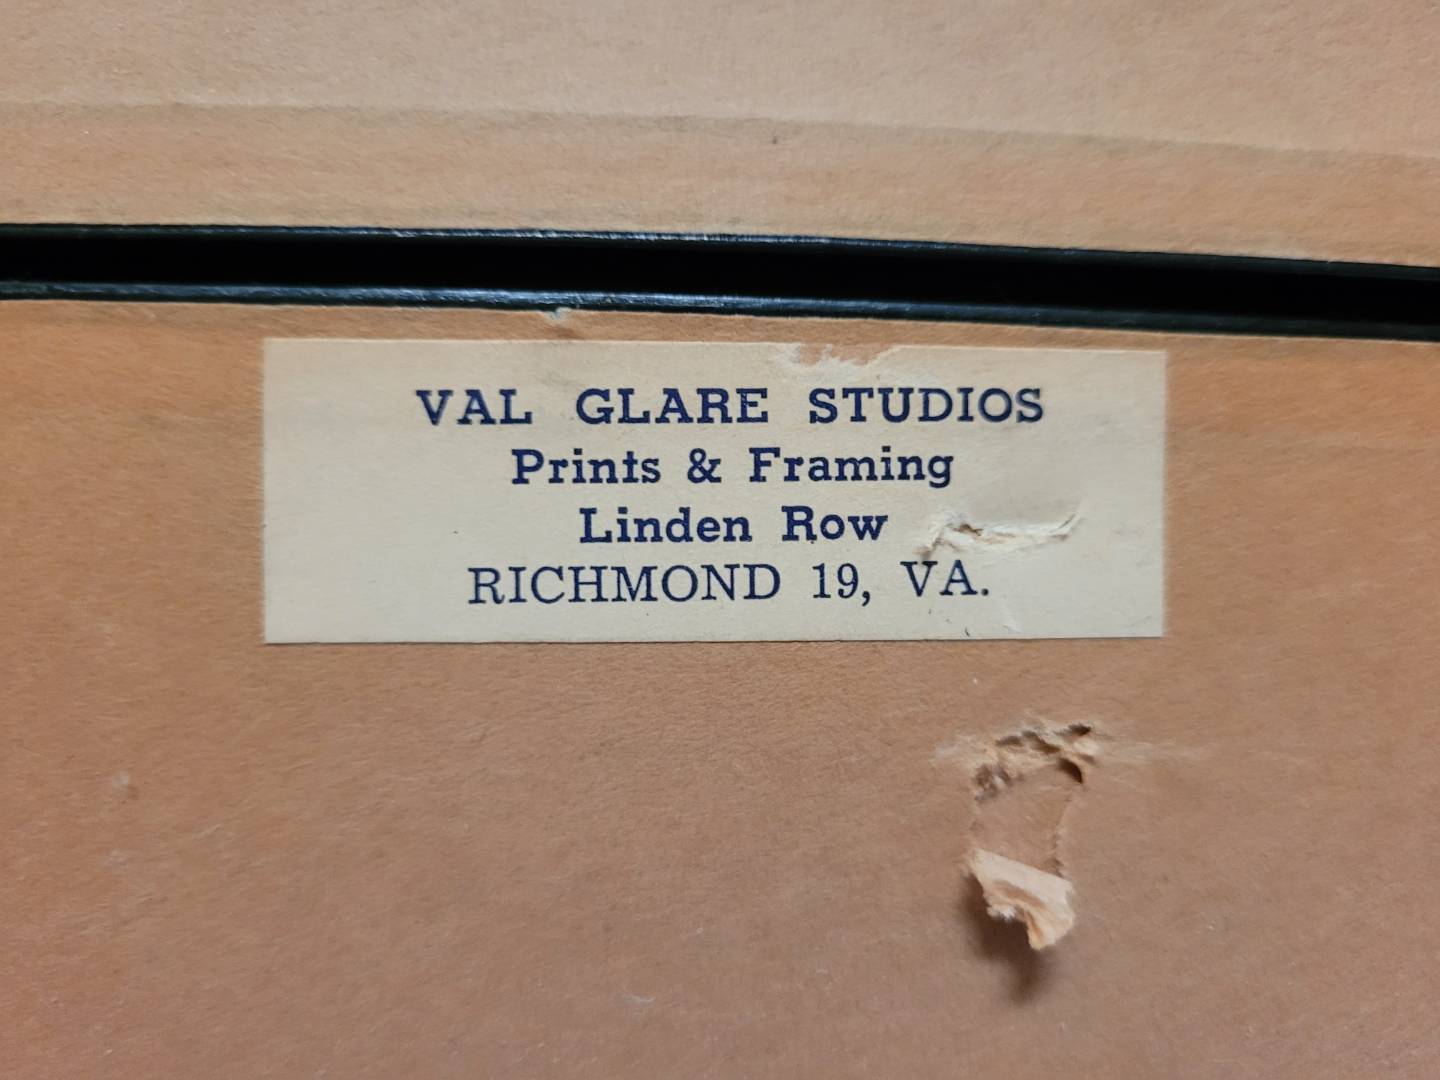 VAL GLARE STUDIOS
Prints & Framing
Linden Row
RICHMOND 19, VA.